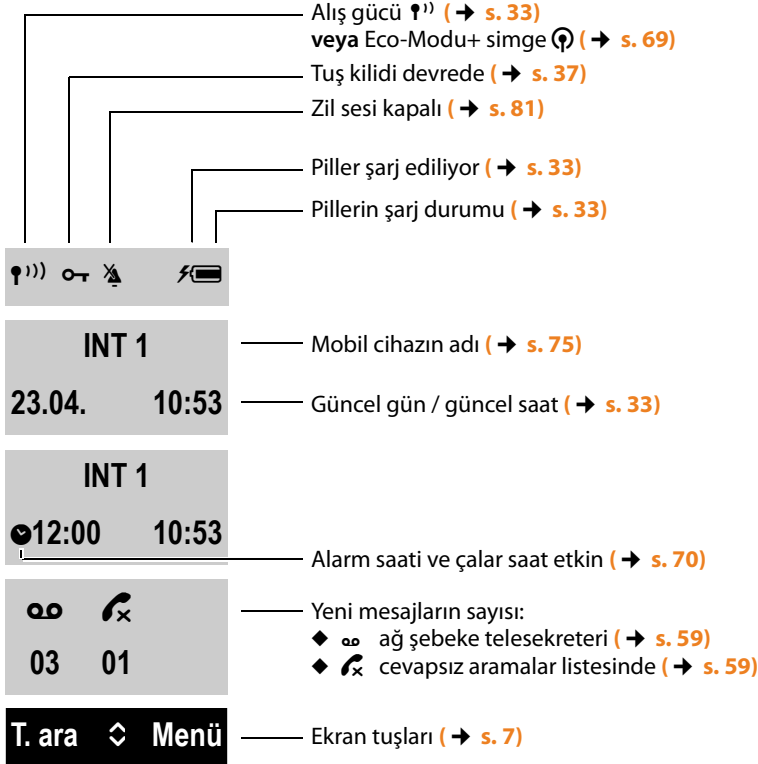 Alış gücü (➔ s. 33)
veya Eco-Modu+ simge (➔ s. 69)
Tuş kilidi devrede (➔ s. 37)
Zil sesi kapalı (➔ s. 81)
Piller şarj ediliyor (➔ s. 33)
Pillerin şarj durumu (➔ s. 33)
INT 1
Mobil cihazın adı (➔ s. 75)
23.04. 10:53
Güncel gün / güncel saat (➔ s. 33)
INT 1
12:00 10:53
Alarm saati ve çalar saat etkin (➔ s. 70)
Yeni mesajların sayısı:
◆ ağ şebeke telesekreteri (➔ s. 59)
03 01
◆ cevapsız aramalar listesinde (➔ s. 59)
T. ara Menü
Ekran tuşları (➔ s. 7)